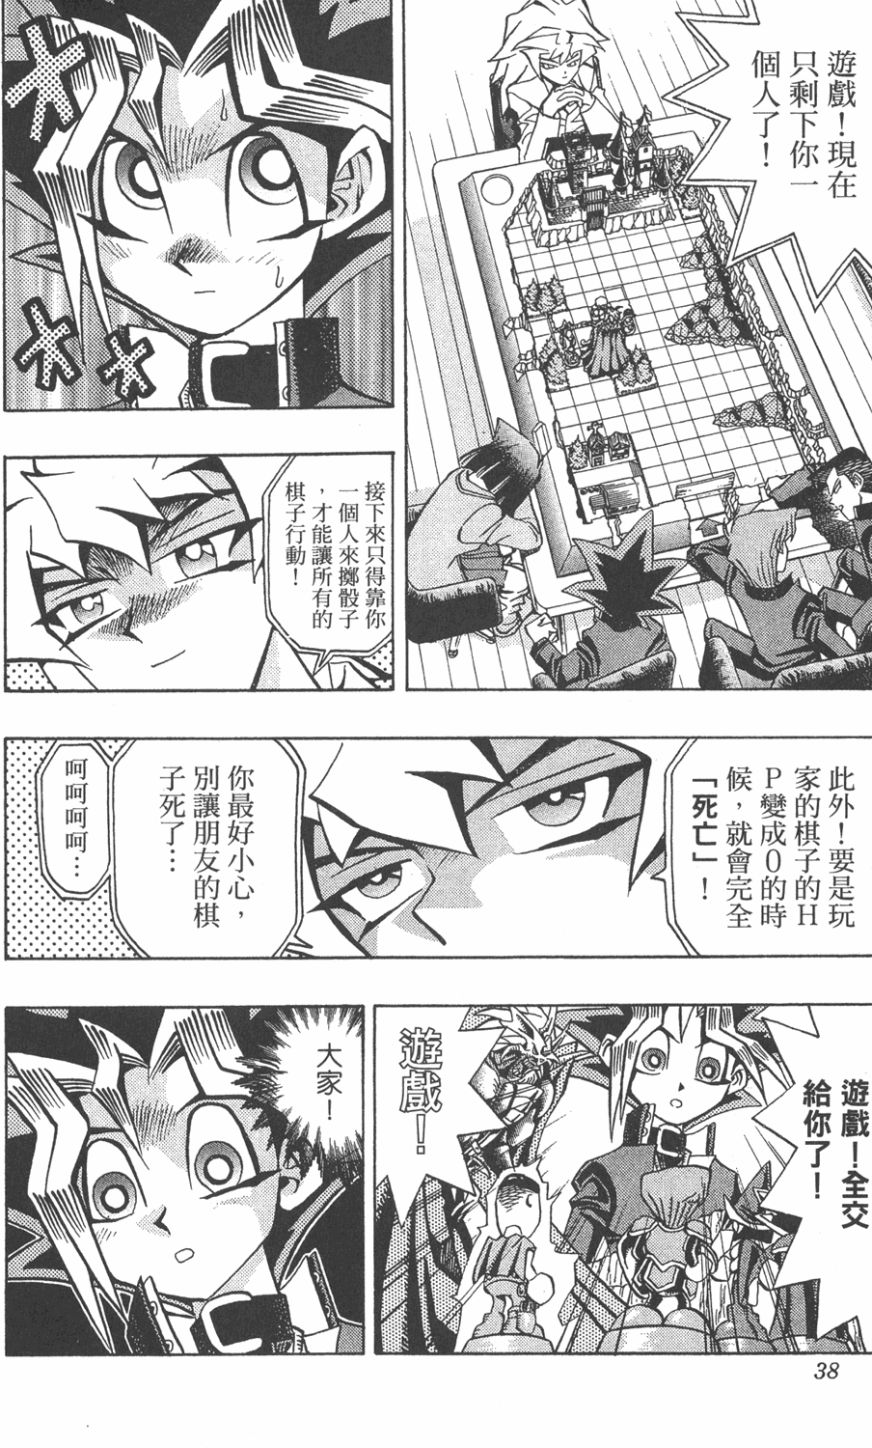 遊戲！現在
只剩下你一
個人了！
接下來只得靠你
一個人來擲骰子
，才能讓所有的
棋子行動！
此外！要是玩
家的棋子的H
P變成0的時
候，就會完全
「死亡」！
你最好小心，
別讓朋友的棋
子死了…
呵呵呵呵…
遊戲！全交
給你了！
遊戲！
大家！
38